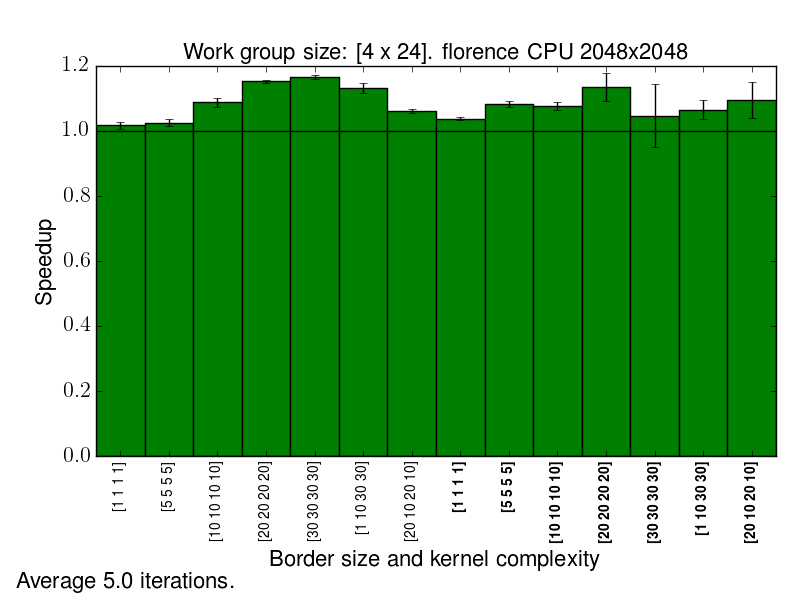 Work group size: [4 x 24]. florence CPU 2048x2048
1.2
1.0
0.8
0.6
0.4
0.2
0.0
Speedup
[1 1 1 1]
[5 5 5 5]
[10 10 10 10]
[20 20 20 20]
[30 30 30 30]
[1 10 30 30]
[20 10 20 10]
[1 1 1 1]
[5 5 5 5]
[10 10 10 10]
[20 20 20 20]
[30 30 30 30]
[1 10 30 30]
[20 10 20 10]
Border size and kernel complexity
Average 5.0 iterations.